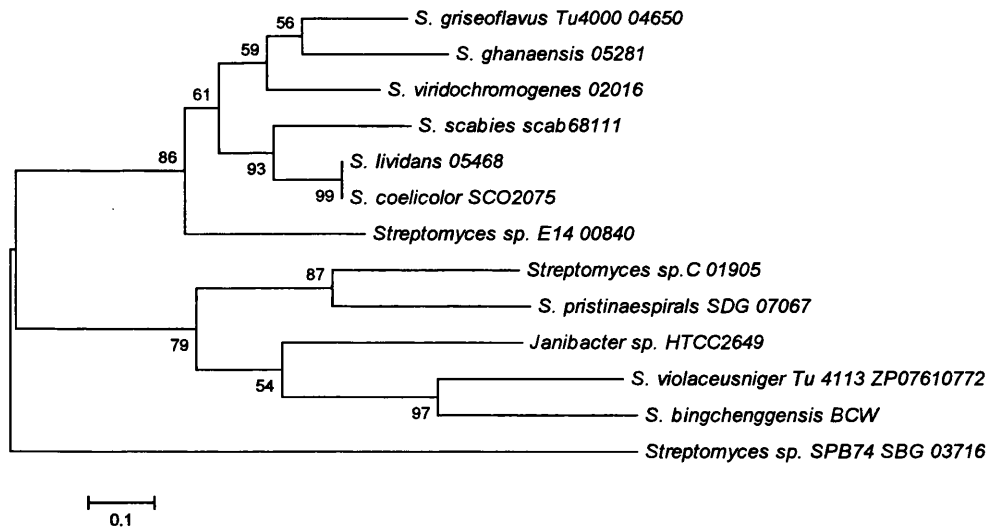 56
S. griseoflavus Tu4000 04650
59
S. ghanaensis 05281
61
S. viridochromogenes 02016
S. scabies scab68111
86
93
S. lividans 05468
99
S. coelicolor SCO2075
Streptomyces sp. E14 00840
87
Streptomyces sp.C 01905
S. pristinaespirals SDG 07067
79
Janibacter sp. HTCC2649
54
S. violaceusniger Tu 4113 ZP07610772
97
S. bingchenggensis BCW
Streptomyces sp. SPB74 SBG 03716
0.1